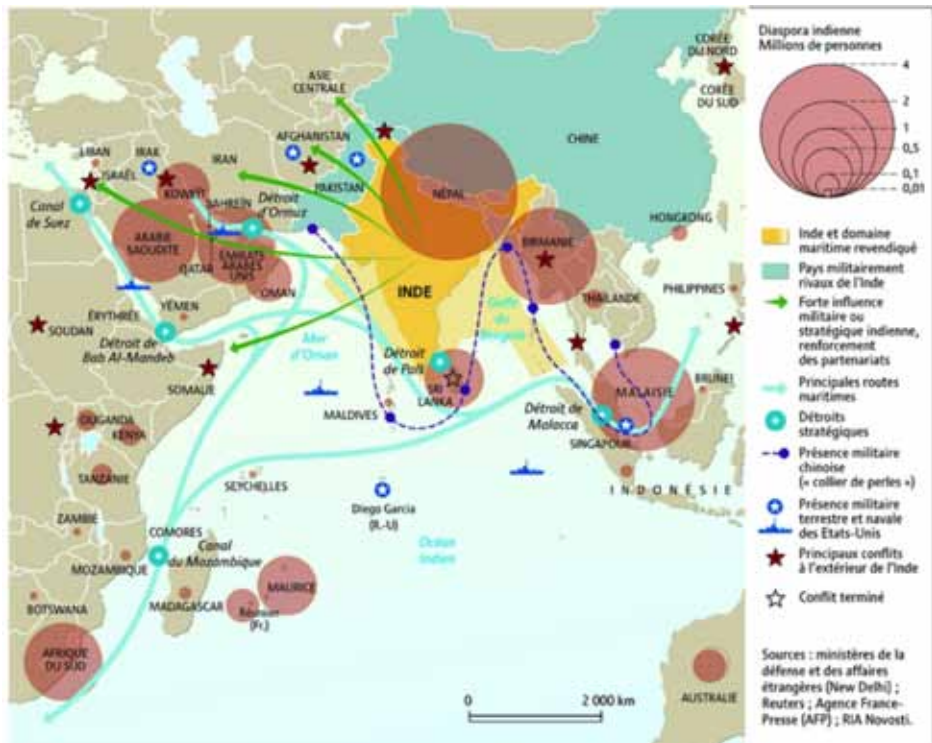 CORÉE
DU NORD
CORÉE
DU SUD
ASIE
CENTRALE
CHINE
LIBAN
IRAK
AFGHANISTAN
IRAN
ISRAËL
KOWEÏT
PAKISTAN
NÉPAL
Canal
de Suez
BAHREÏN
Détroit
d'Ormuz
HONGKONG
ARABIE
SAOUDITE
QATAR
ÉMIRATS
ARABES
UNIS
BIRMANIE
OMAN
INDE
PHILIPPINES
YÉMEN
THAÏLANDE
ÉRYTHRÉE
SOUDAN
Détroit de
Bab Al-Mandeb
Mer
d'Oman
Golfe
du
Bengale
Détroit
de Palk
SOMALIE
SRI
LANKA
MALAISIE
BRUNEI
MALDIVES
Détroit de
Malacca
SINGAPOUR
OUGANDA
KENYA
TANZANIE
SEYCHELLES
INDONÉSIE
Diego Garcia
(R.-U)
ZAMBIE
COMORES
Canal
du Mozambique
Océan
Indien
MOZAMBIQUE
MAURICE
BOTSWANA
MADAGASCAR
Réunion
(Fr.)
AFRIQUE
DU SUD
AUSTRALIE
0 2 000 km
Diaspora indienne
Millions de personnes
4
2
1
0,5
0,1
0,01
Inde et domaine
maritime revendiqué
Pays militairement
rivaux de l'Inde
Forte influence
militaire ou
stratégique indienne,
renforcement
des partenariats
Principales routes
maritimes
Détroits
stratégiques
Présence militaire
chinoise
(« collier de perles »)
Présence militaire
terrestre et navale
des Etats-Unis
Principaux conflits
à l'extérieur de l'Inde
Conflit terminé
Sources : ministères de la
défense et des affaires
étrangères (New Delhi) ;
Reuters ; Agence France-
Presse (AFP) ; RIA Novosti.